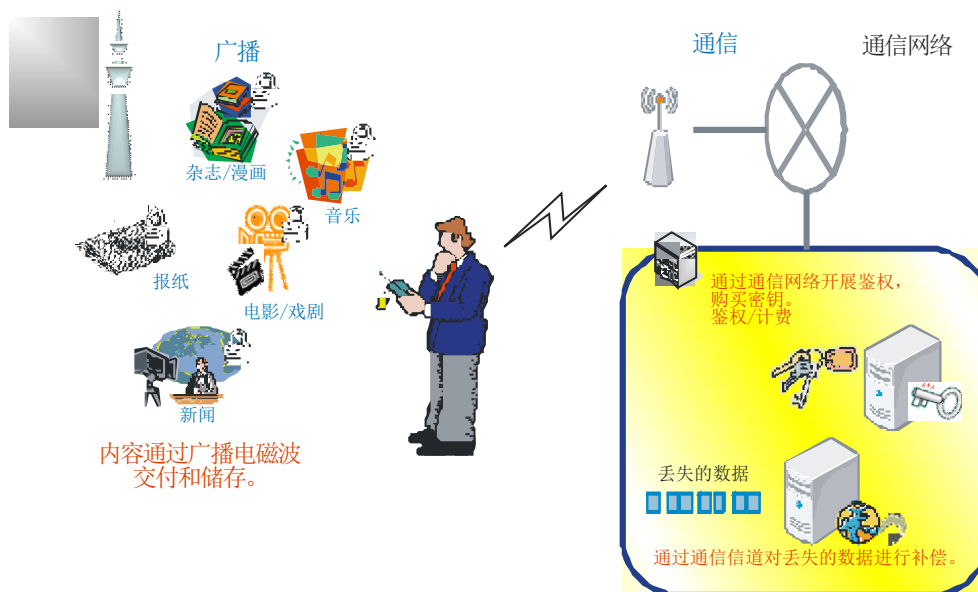 广播
杂志/漫画
音乐
报纸
电影/戏剧
新闻
内容通过广播电磁波
交付和储存。
通信
通信网络
通过通信网络开展鉴权，
购买密钥。
鉴权/计费
丢失的数据
通过通信信道对丢失的数据进行补偿。